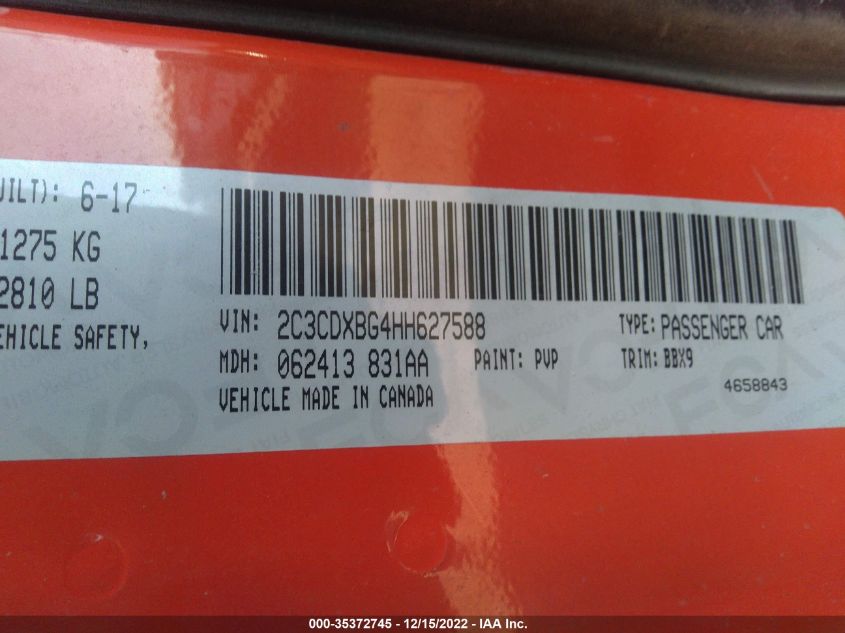 UILT): 6-17
1275 KG
2810 LB
EHICLE SAFETY,
VIN: 2C3CDXBG4HH627588 TYPE: PASSENGER CAR
MDH: 062413 831AA PAINT: PVP TRIM: BBX9
VEHICLE MADE IN CANADA 4658843
000-35372745 - 12/15/2022 - IAA Inc.